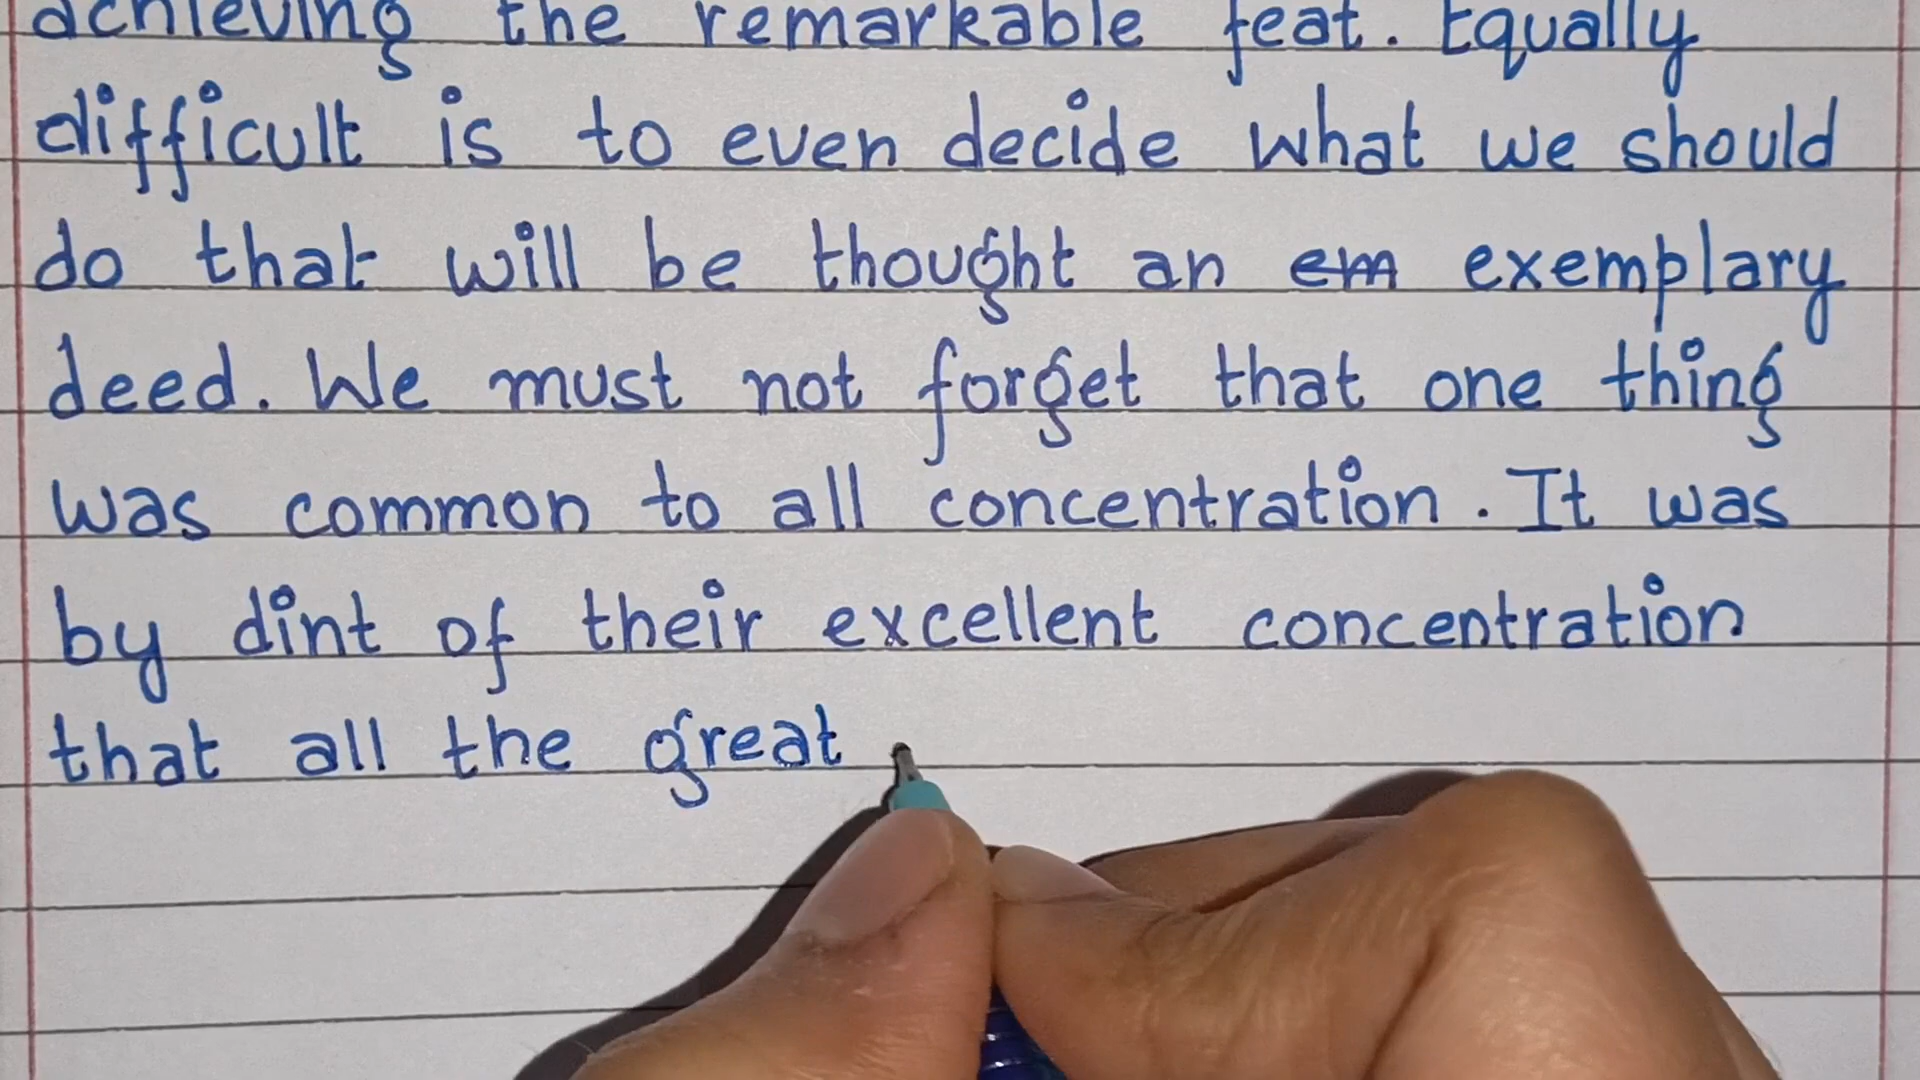 achieving the remarkable feat. Equally
difficult is to even decide what we should
do that will be thought an em exemplary
deed. We must not forget that one thing
was common to all concentration. It was
by dint of their excellent concentration
that all the great